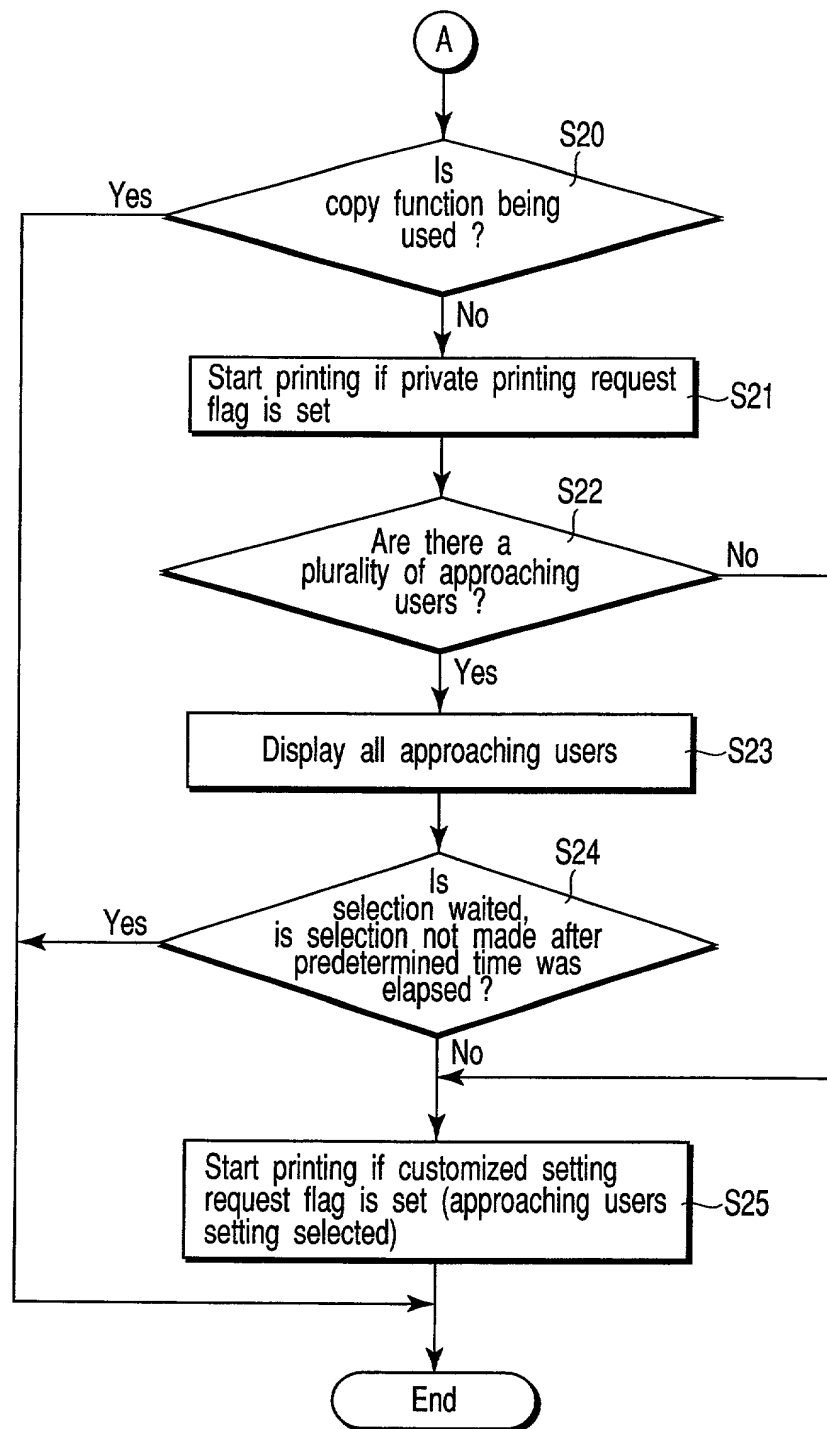 A
S20
Is
copy function being
used ?
Yes
No
Start printing if private printing request
flag is set
S21
S22
Are there a
plurality of approaching
users ?
No
Yes
Display all approaching users
S23
S24
Is
selection waited,
is selection not made after
predetermined time was
elapsed ?
Yes
No
Start printing if customized setting
request flag is set (approaching users
setting selected)
S25
End